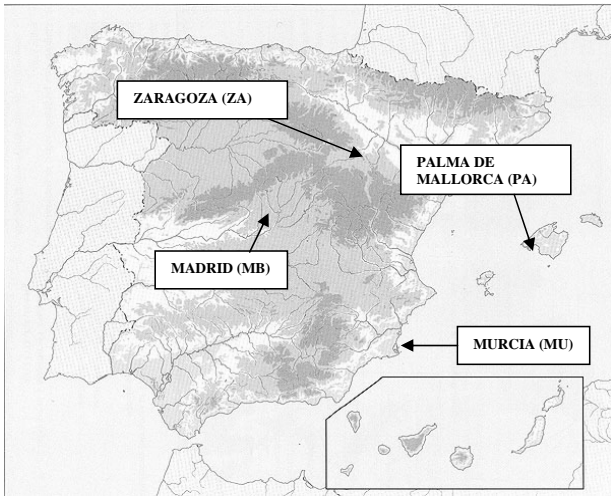 ZARAGOZA (ZA)
PALMA DE
MALLORCA (PA)
MADRID (MB)
MURCIA (MU)